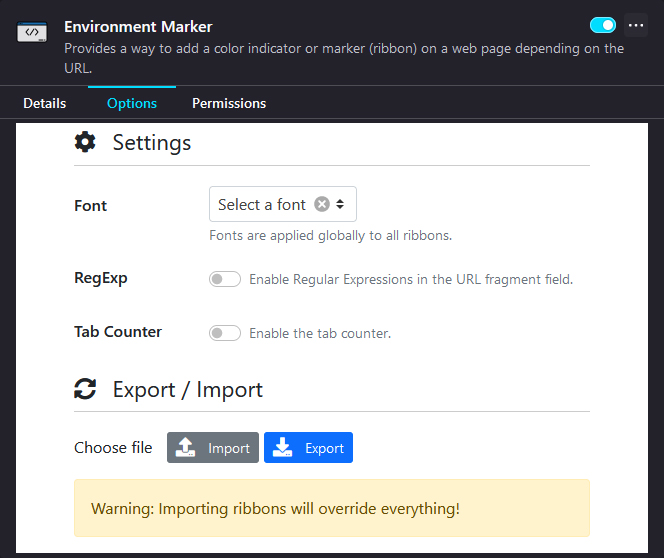 Environment Marker
Provides a way to add a color indicator or marker (ribbon) on a web page depending on the
URL.
Details Options Permissions
Settings
Font Select a font
Fonts are applied globally to all ribbons.
RegExp Enable Regular Expressions in the URL fragment field.
Tab Counter Enable the tab counter.
Export / Import
Choose file Import Export
Warning: Importing ribbons will override everything!